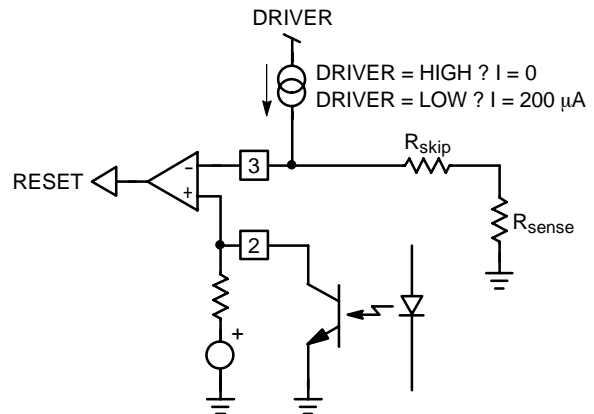 DRIVER
DRIVER = HIGH ? I = 0
DRIVER = LOW ? I = 200 μA
Rskip
3
RESET
-
+
Rsense
2
+